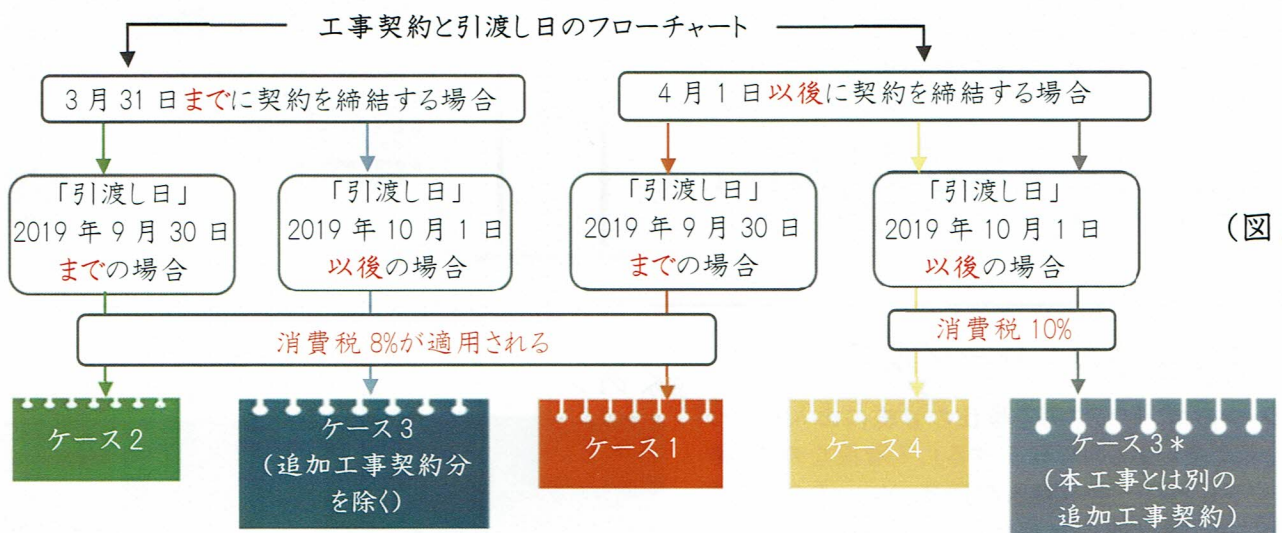 工事契約と引渡し日のフローチャート
3月31日までに契約を締結する場合
4月1日以後に契約を締結する場合
「引渡し日」
2019年9月30日
までの場合
「引渡し日」
2019年10月1日
以後の場合
「引渡し日」
2019年9月30日
までの場合
「引渡し日」
2019年10月1日
以後の場合
(図
消費税8%が適用される
消費税10%
ケース2
ケース3
(追加工事契約分
を除く)
ケース1
ケース4
ケース3*
(本工事とは別の
追加工事契約)